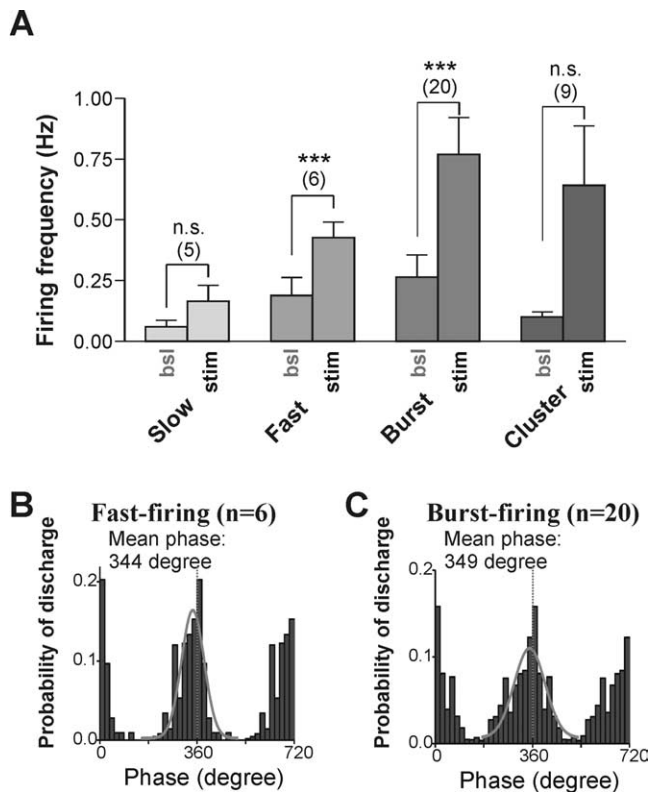 A
Firing frequency (Hz)
1.00
0.75
0.50
0.25
0.00
n.s.
(5)
***
(6)
***
(20)
n.s.
(9)
bsl stim bsl stim bsl stim bsl stim
Slow Fast Burst Cluster
B Fast-firing (n=6)
Mean phase:
344 degree
Probability of discharge
0.2
0.1
0.0
0 360 720
Phase (degree)
C Burst-firing (n=20)
Mean phase:
349 degree
Probability of discharge
0.2
0.1
0.0
0 360 720
Phase (degree)